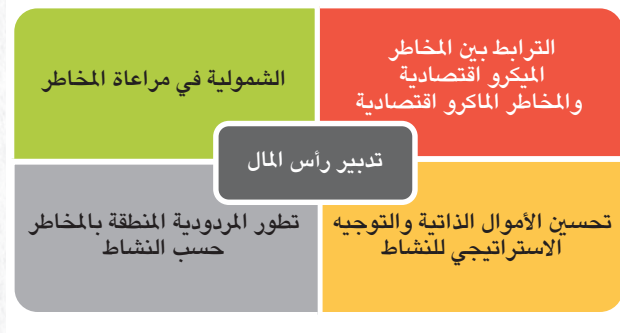 الترابط بين المخاطر
الميكرو اقتصادية
والمخاطر الماكرو اقتصادية
الشمولية في مراعاة المخاطر
تدبير رأس المال
تحسين الأموال الذاتية والتوجيه
الاستراتيجي للنشاط
تطور المردودية المنطقة بالمخاطر
حسب النشاط